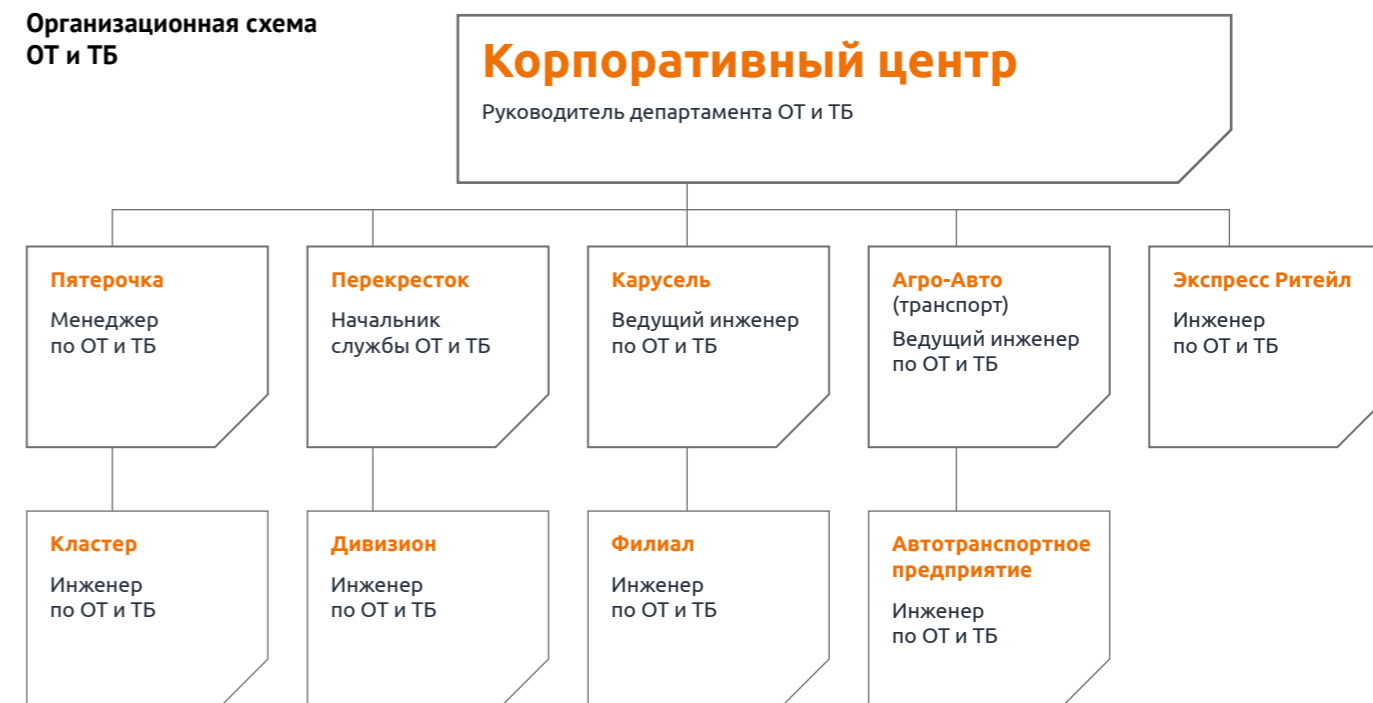 Организационная схема
ОТ и ТБ
Корпоративный центр
Руководитель департамента ОТ и ТБ
Пятерочка
Менеджер
по ОТ и ТБ
Перекресток
Начальник
службы ОТ и ТБ
Карусель
Ведущий инженер
по ОТ и ТБ
Агро-Авто
(транспорт)
Ведущий инженер
по ОТ и ТБ
Экспресс Ритейл
Инженер
по ОТ и ТБ
Кластер
Инженер
по ОТ и ТБ
Дивизион
Инженер
по ОТ и ТБ
Филиал
Инженер
по ОТ и ТБ
Автотранспортное
предприятие
Инженер
по ОТ и ТБ